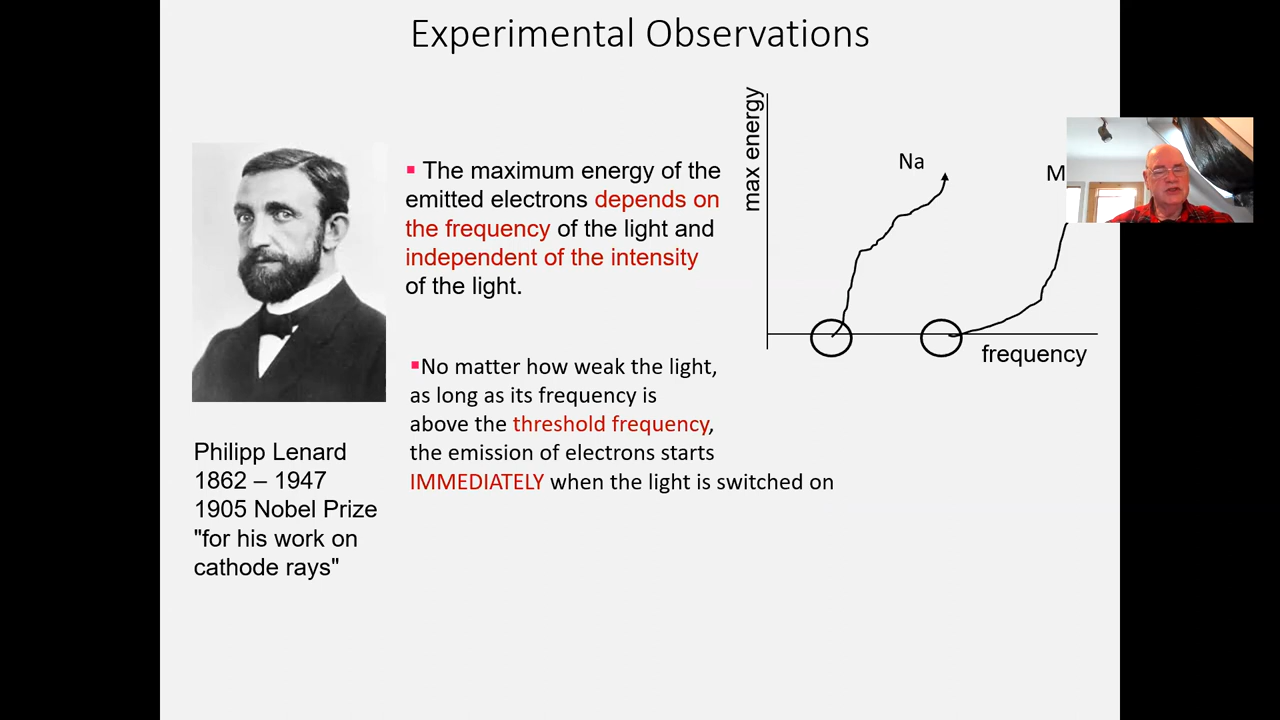 Experimental Observations
▪ The maximum energy of the
emitted electrons depends on
the frequency of the light and
independent of the intensity
of the light.
▪No matter how weak the light,
as long as its frequency is
above the threshold frequency,
the emission of electrons starts
IMMEDIATELY when the light is switched on
Philipp Lenard
1862 – 1947
1905 Nobel Prize
"for his work on
cathode rays"
max energy
Na
frequency